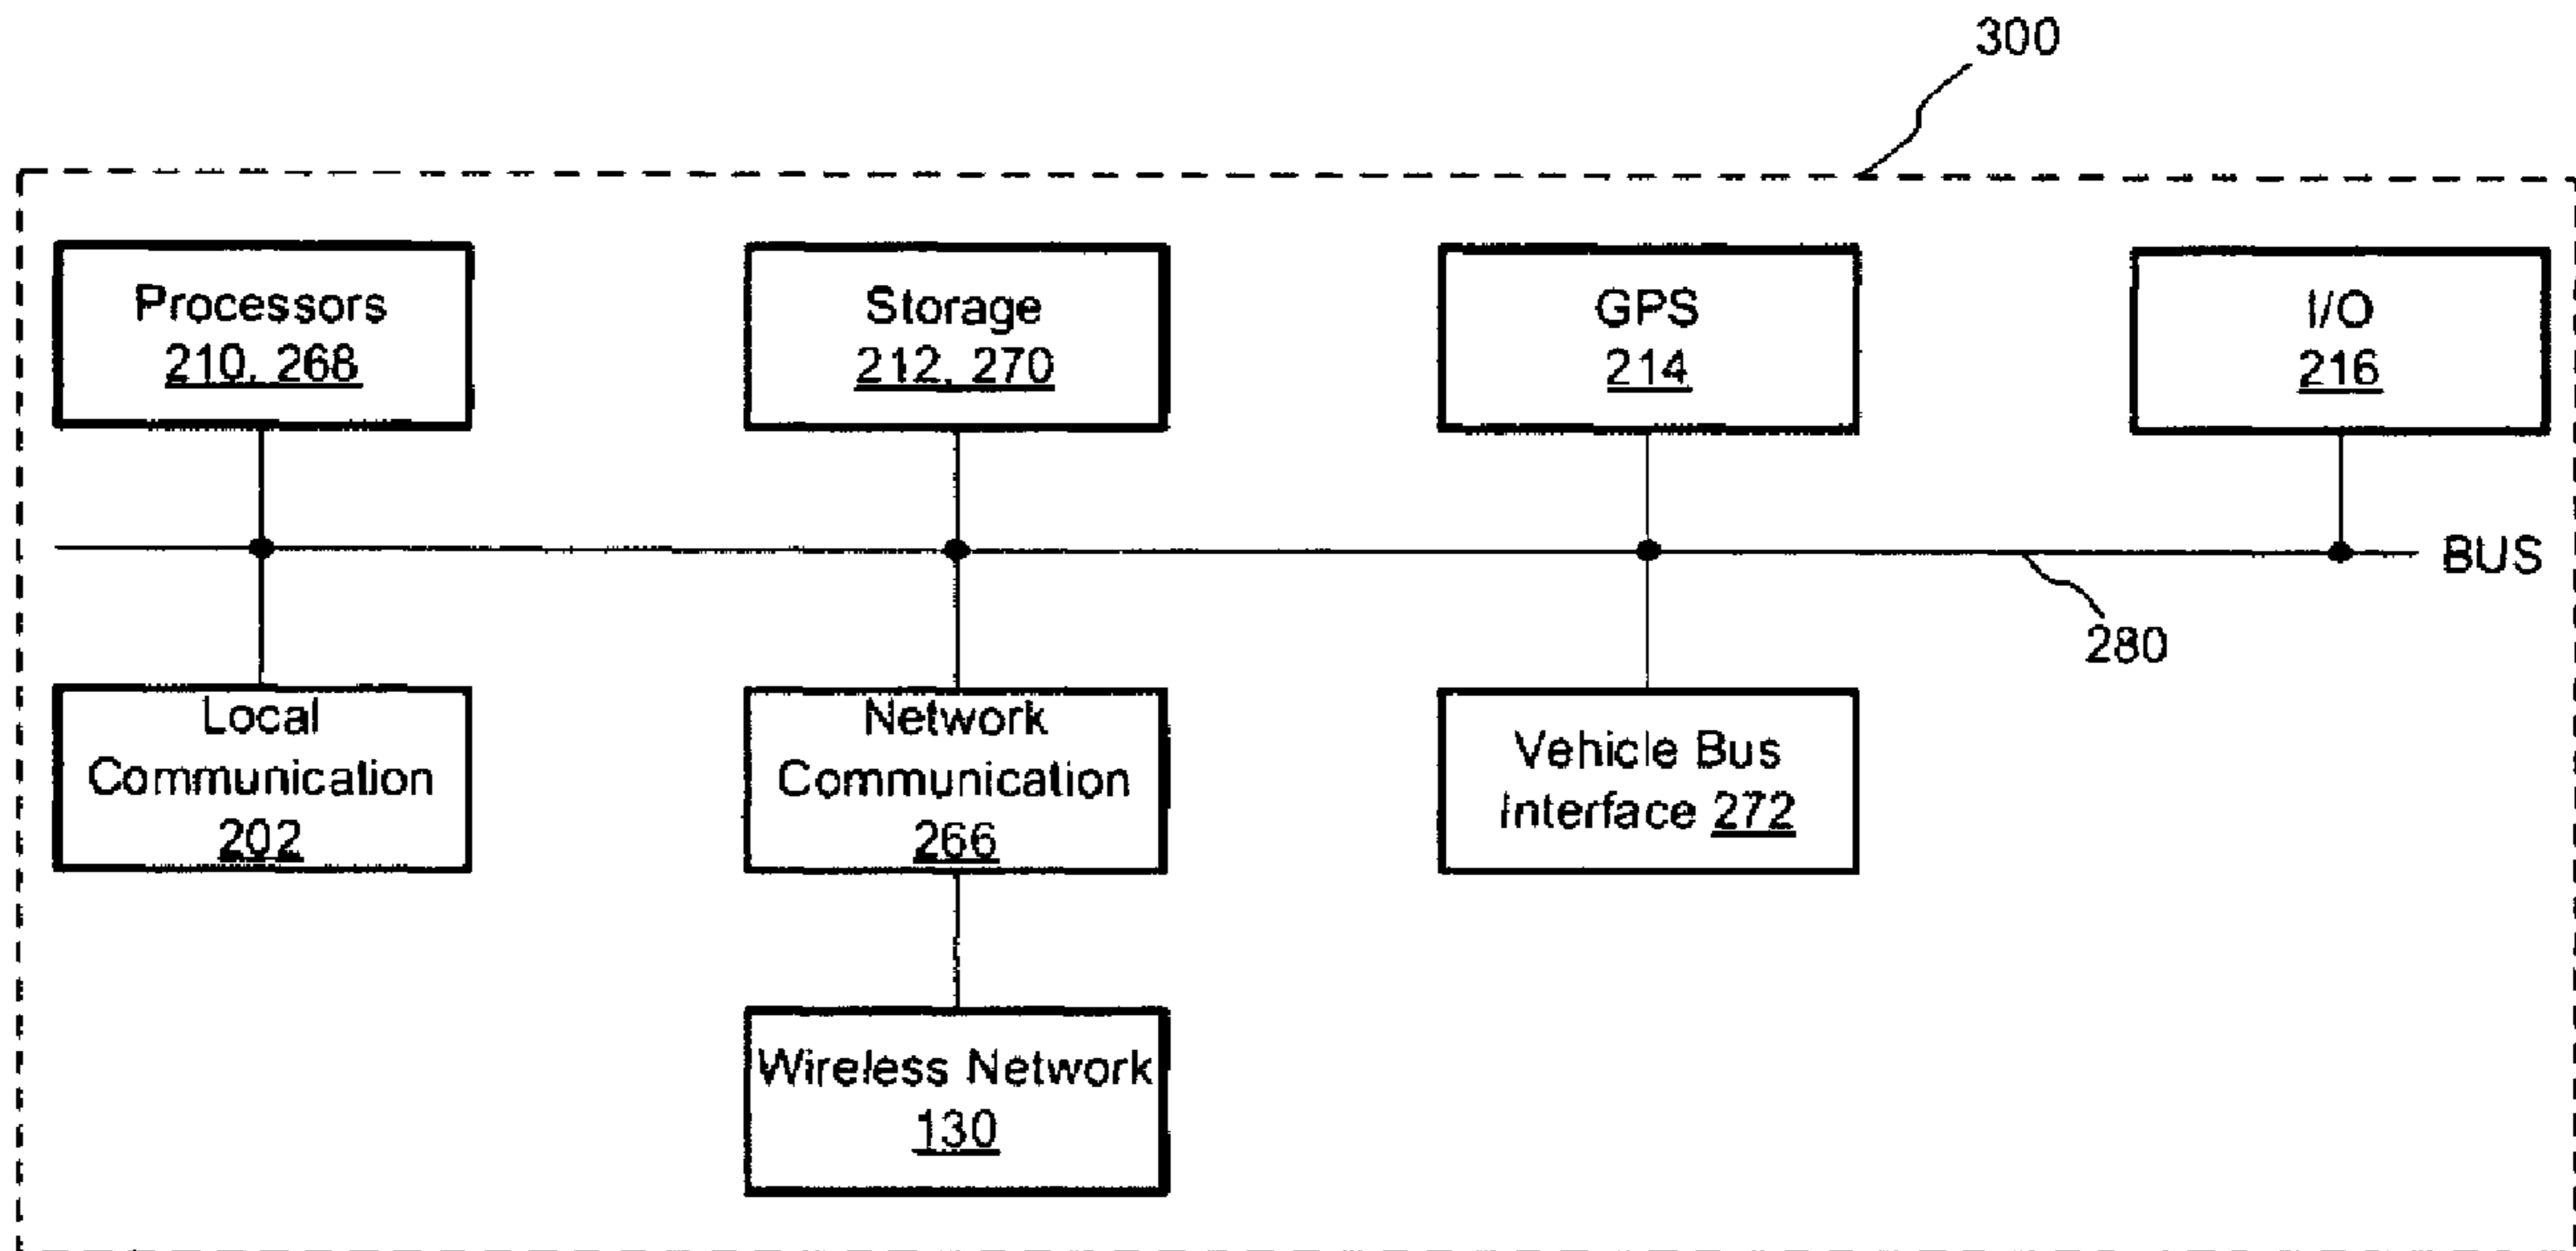 300
Processors
210, 268
Storage
212, 270
GPS
214
I/O
216
BUS
280
Local
Communication
202
Network
Communication
266
Vehicle Bus
Interface 272
Wireless Network
130